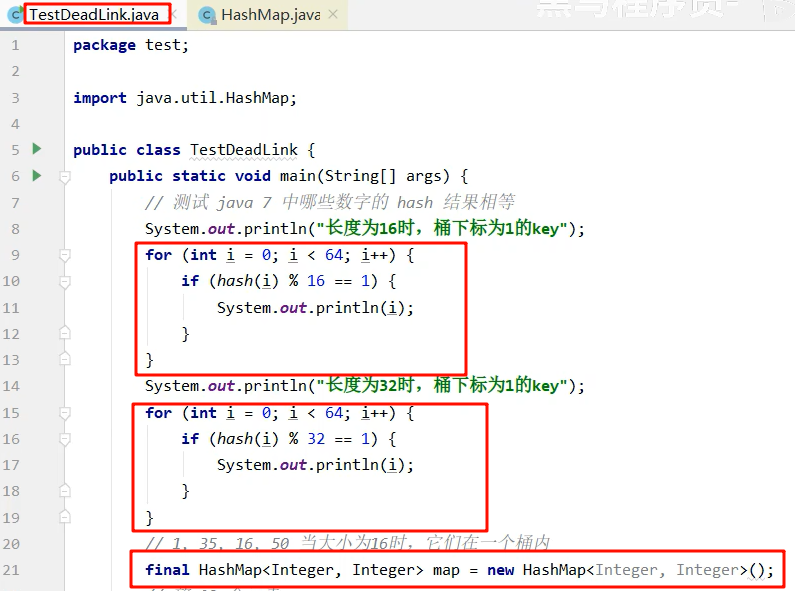 TestDeadLink.java HashMap.java
1 package test;
2
3 import java.util.HashMap;
4
5 public class TestDeadLink {
6 public static void main(String[] args) {
7 // 测试 java 7 中哪些数字的 hash 结果相等
8 System.out.println("长度为16时，桶下标为1的key");
9 for (int i = 0; i < 64; i++) {
10 if (hash(i) % 16 == 1) {
11 System.out.println(i);
12 }
13 }
14 System.out.println("长度为32时，桶下标为1的key");
15 for (int i = 0; i < 64; i++) {
16 if (hash(i) % 32 == 1) {
17 System.out.println(i);
18 }
19 }
20 // 1, 35, 16, 50 当大小为16时，它们在一个桶内
21 final HashMap<Integer, Integer> map = new HashMap<Integer, Integer>();